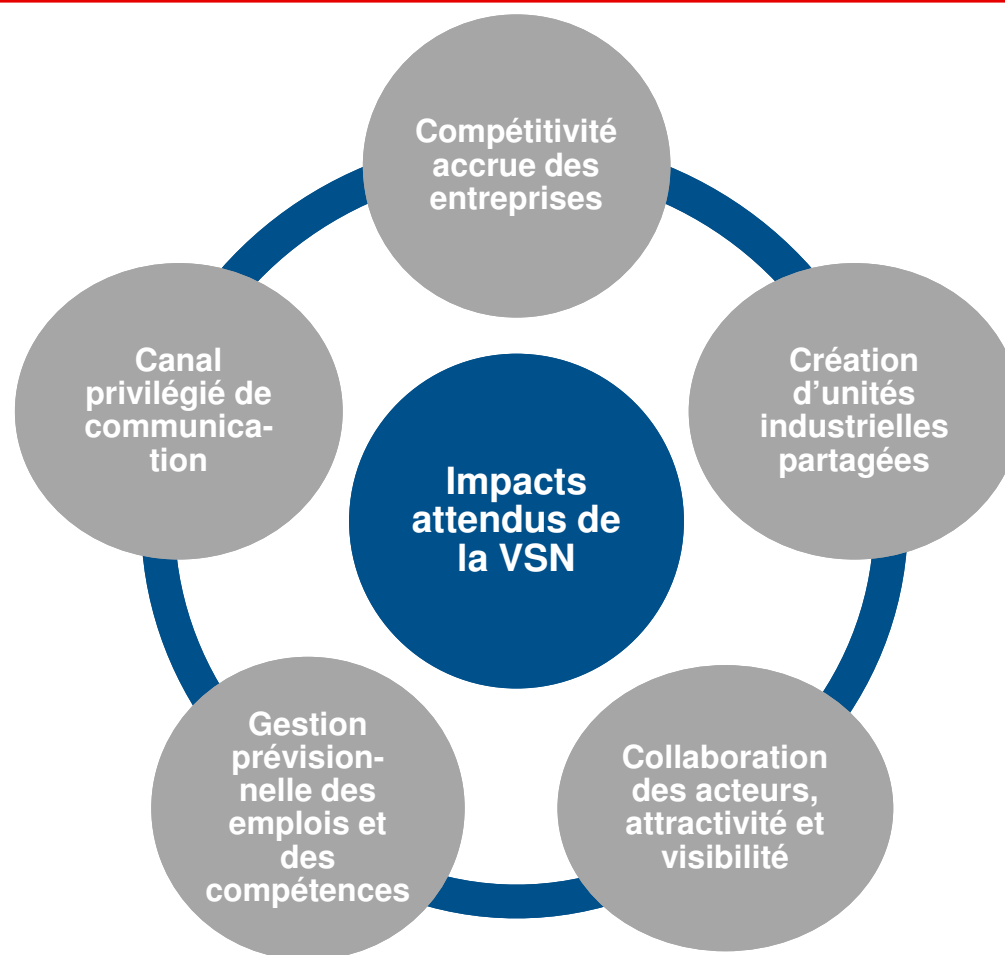 Compétitivité
accrue des
entreprises
Canal
privilégié de
communica-
tion
Création
d’unités
industrielles
partagées
Impacts
attendus de
la VSN
Gestion
prévision-
nelle des
emplois et
des
compétences
Collaboration
des acteurs,
attractivité et
visibilité